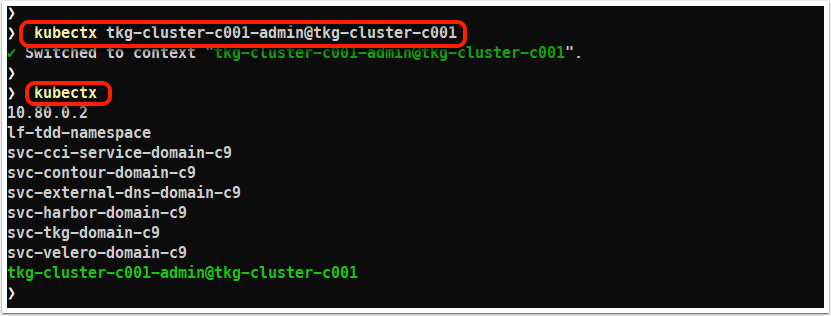 ❯
❯ kubectx tkg-cluster-c001-admin@tkg-cluster-c001
✔ Switched to context "tkg-cluster-c001-admin@tkg-cluster-c001".
❯
❯ kubectx
10.80.0.2
lf-tdd-namespace
svc-cci-service-domain-c9
svc-contour-domain-c9
svc-external-dns-domain-c9
svc-harbor-domain-c9
svc-tkg-domain-c9
svc-velero-domain-c9
tkg-cluster-c001-admin@tkg-cluster-c001
❯